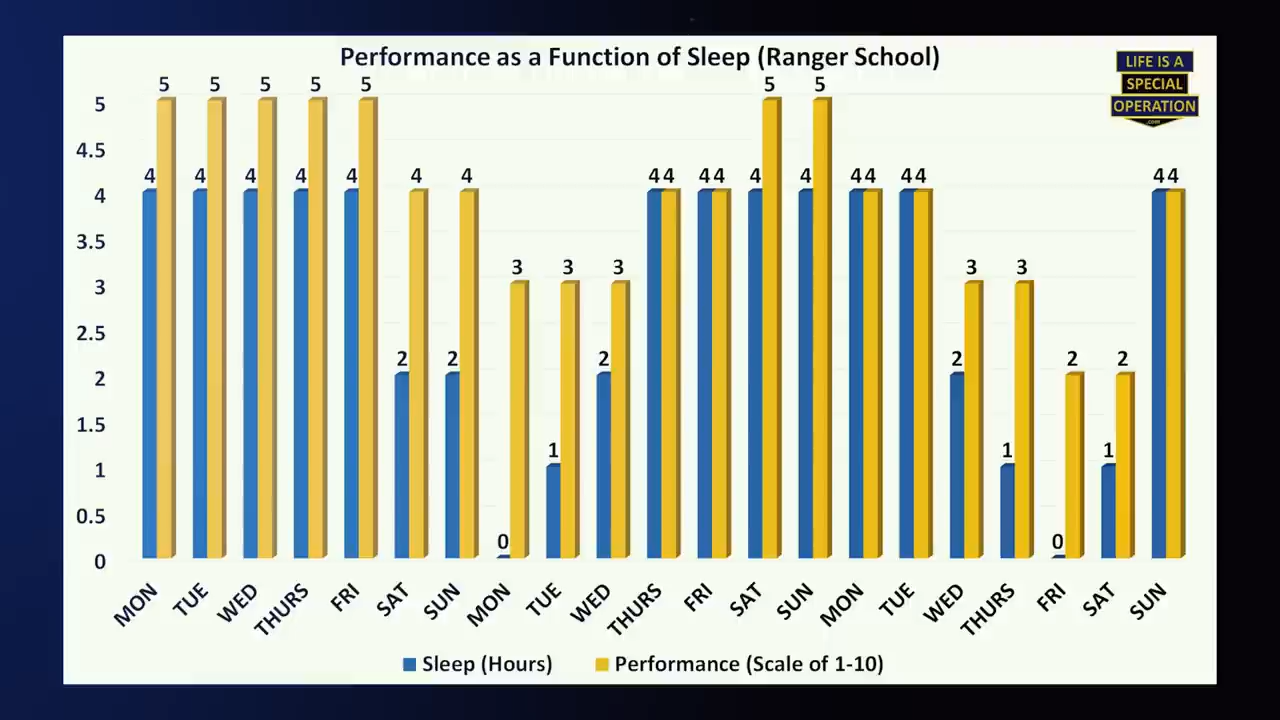 Performance as a Function of Sleep (Ranger School)
LIFE IS A
SPECIAL
OPERATION
.com
5 5 5 5 5 5 5
4 4 4 4 4 4 4 4 4 4 4 4 4 4 4 4 4 4 4 4
3 3 3 3 3
2 2 2 2 2 2
1 1 1
0 0
5
4.5
4
3.5
3
2.5
2
1.5
1
0.5
0
MON TUE WED THURS FRI SAT SUN MON TUE WED THURS FRI SAT SUN MON TUE WED THURS FRI SAT SUN
Sleep (Hours) Performance (Scale of 1-10)